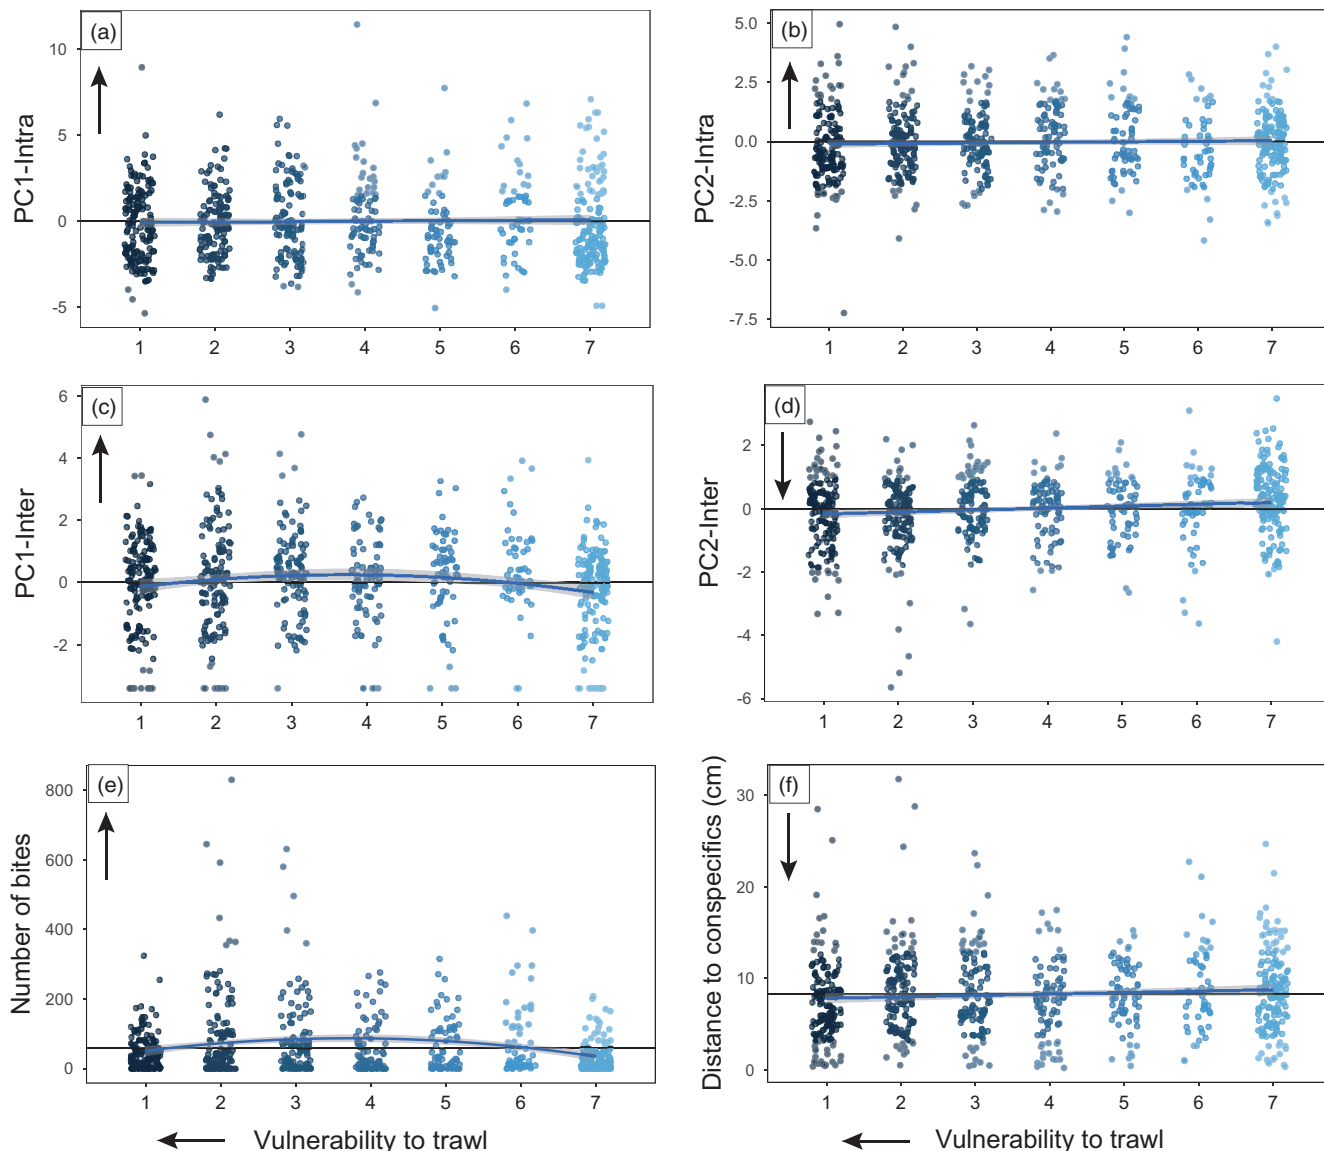 (a)
PC1-Intra
10
5
0
-5
1 2 3 4 5 6 7
(b)
PC2-Intra
5.0
2.5
0.0
-2.5
-5.0
-7.5
1 2 3 4 5 6 7
(c)
PC1-Inter
6
4
2
0
-2
1 2 3 4 5 6 7
(d)
PC2-Inter
2
0
-2
-4
-6
1 2 3 4 5 6 7
(e)
Number of bites
800
600
400
200
0
1 2 3 4 5 6 7
Vulnerability to trawl
(f)
Distance to conspecifics (cm)
30
20
10
0
1 2 3 4 5 6 7
Vulnerability to trawl